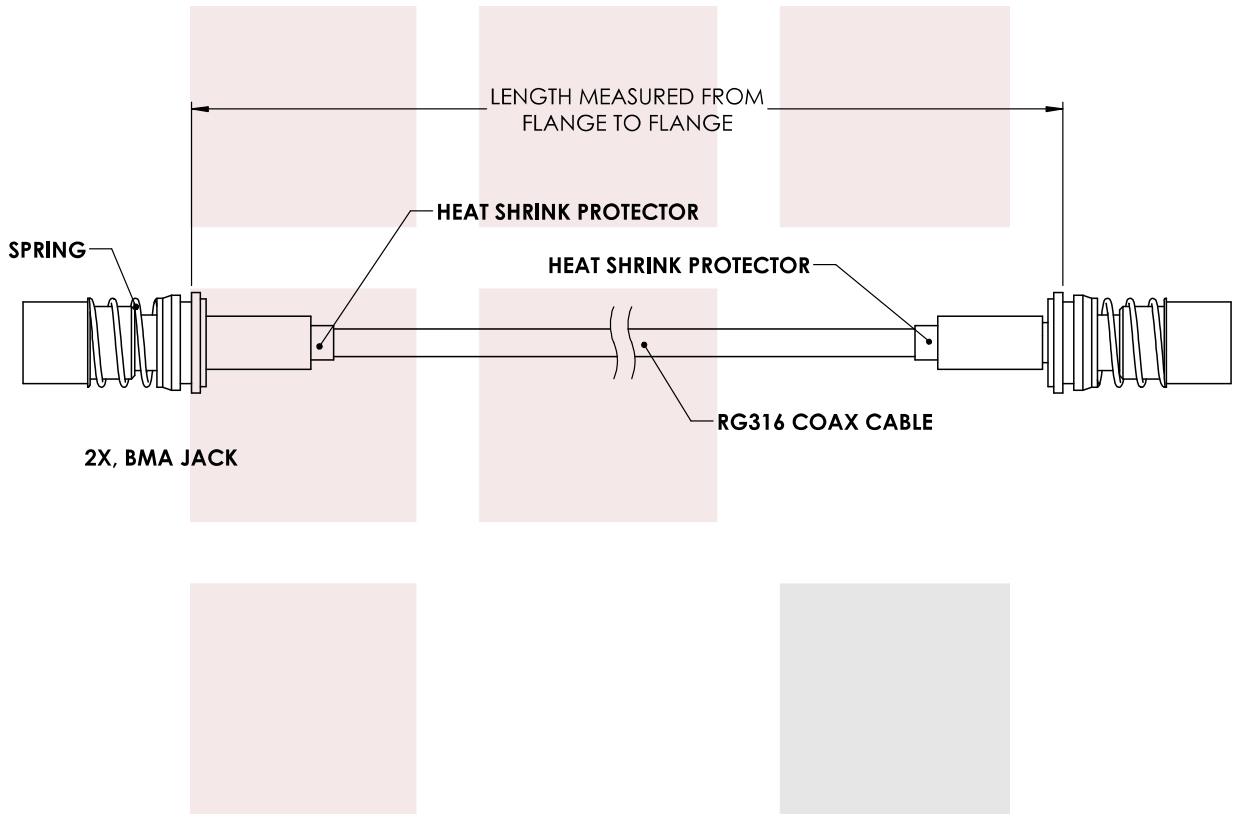 LENGTH MEASURED FROM
FLANGE TO FLANGE
HEAT SHRINK PROTECTOR
SPRING
HEAT SHRINK PROTECTOR
RG316 COAX CABLE
2X, BMA JACK